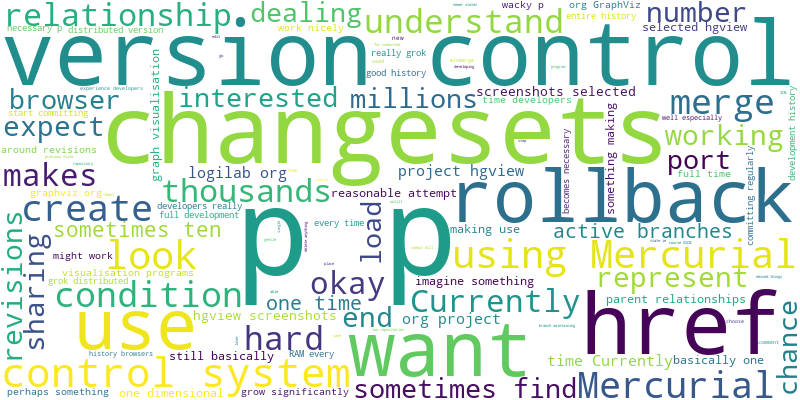 relationship
dealing
understand
number
wacky p
org GraphViz
entire history
necessary p
distributed version
work nicely
really grok
selected hgview
version control
good history
browser
interested
millions
screenshots selected
time developers
merge
expect
graph visualisation
changesets
start committing
around revisions
working
development history
well especially
makes
logilab org
project hgview
port
full time
graphviz org
thousands
reasonable attempt
becomes necessary
something making
rollback
create
developers really
full development
every time
committing regularly
sometimes ten
look
load
p p
making use
active branches
using Mercurial
might work
visualisation programs
okay
represent
revisions
sharing
grok distributed
condition
one time
imagine something
Currently
parent relationships
chance
use
hgview screenshots
end
org project
href
time Currently
basically one
history browsers
hard
RAM every
want
still basically
control system
perhaps something
one dimensional
grow significantly
sometimes find
Mercurial